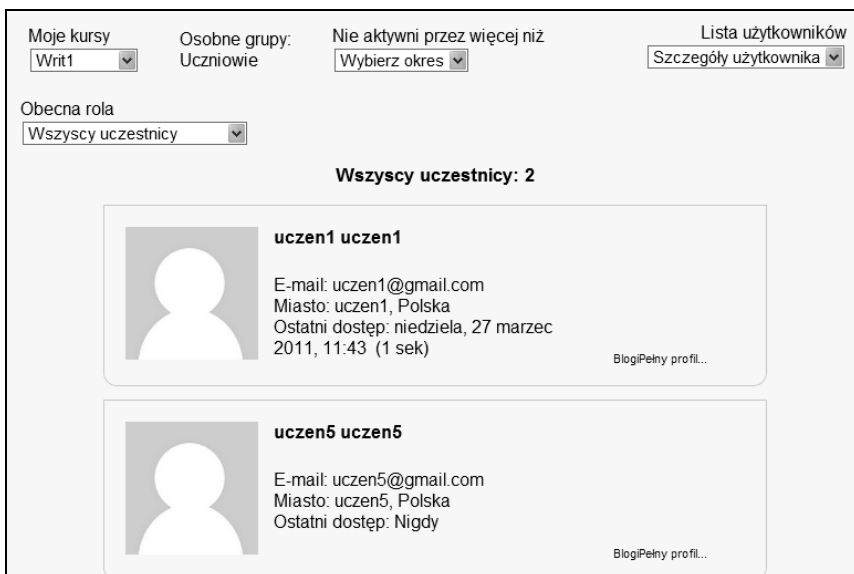 Moje kursy
Writ1
Osobne grupy:
Uczniowie
Nie aktywni przez więcej niż
Wybierz okres
Lista użytkowników
Szczegóły użytkownika
Obecna rola
Wszyscy uczestnicy
Wszyscy uczestnicy: 2
uczen1 uczen1
E-mail: uczen1@gmail.com
Miasto: uczen1, Polska
Ostatni dostęp: niedziela, 27 marzec
2011, 11:43 (1 sek)
BlogiPełny profil...
uczen5 uczen5
E-mail: uczen5@gmail.com
Miasto: uczen5, Polska
Ostatni dostęp: Nigdy
BlogiPełny profil...